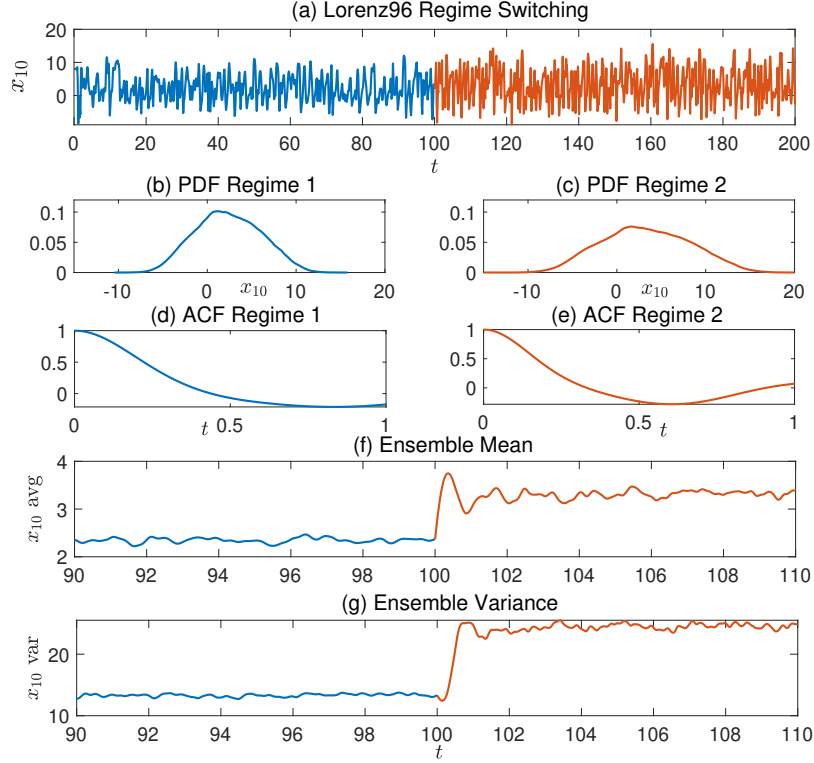 (a) Lorenz96 Regime Switching
20
10
0
x10
0 20 40 60 80 100 120 140 160 180 200
t
(b) PDF Regime 1
0.1
0.05
0
-10 0 10 20
x10
(c) PDF Regime 2
0.1
0.05
0
-10 0 10 20
x10
(d) ACF Regime 1
1
0.5
0
0 0.5 1
t
(e) ACF Regime 2
1
0.5
0
0 0.5 1
t
(f) Ensemble Mean
4
3
2
x10 avg
90 92 94 96 98 100 102 104 106 108 110
(g) Ensemble Variance
20
10
x10 var
90 92 94 96 98 100 102 104 106 108 110
t